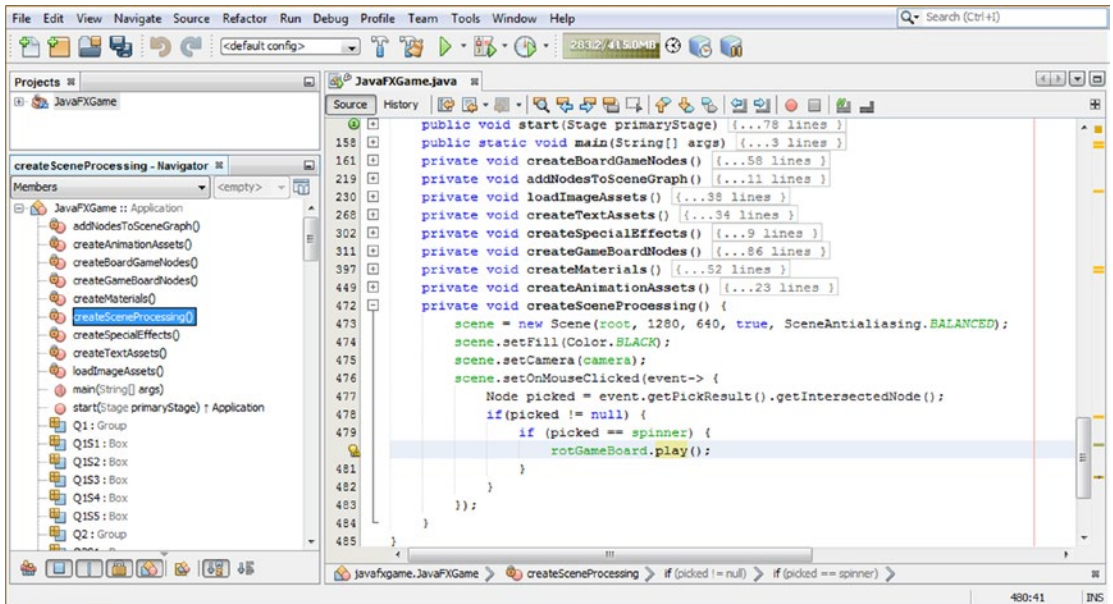 File Edit View Navigate Source Refactor Run Debug Profile Team Tools Window Help
Search (Ctrl+I)
<default config>
283.2/415.0MB
Projects
JavaFXGame
createSceneProcessing - Navigator
Members
<empty>
JavaFXGame :: Application
addNodesToSceneGraph()
createAnimationAssets()
createBoardGameNodes()
createGameBoardNodes()
createMaterials()
createSceneProcessing()
createSpecialEffects()
createTextAssets()
loadImageAssets()
main(String[] args)
start(Stage primaryStage) ↑ Application
Q1 : Group
Q1S1 : Box
Q1S2 : Box
Q1S3 : Box
Q1S4 : Box
Q1S5 : Box
Q2 : Group
JavaFXGame.java
Source History
public void start(Stage primaryStage) {...78 lines }
158 public static void main(String[] args) {...3 lines }
161 private void createBoardGameNodes() {...58 lines }
219 private void addNodesToSceneGraph() {...11 lines }
230 private void loadImageAssets() {...38 lines }
268 private void createTextAssets() {...34 lines }
302 private void createSpecialEffects() {...9 lines }
311 private void createGameBoardNodes() {...86 lines }
397 private void createMaterials() {...52 lines }
449 private void createAnimationAssets() {...23 lines }
472 private void createSceneProcessing() {
473 scene = new Scene(root, 1280, 640, true, SceneAntialiasing.BALANCED);
474 scene.setFill(Color.BLACK);
475 scene.setCamera(camera);
476 scene.setOnMouseClicked(event-> {
477 Node picked = event.getPickResult().getIntersectedNode();
478 if(picked != null) {
479 if (picked == spinner) {
rotGameBoard.play();
481 }
482 }
483 });
484 }
485 }
javafxgame.JavaFXGame createSceneProcessing if (picked != null) if (picked == spinner)
480:41 INS